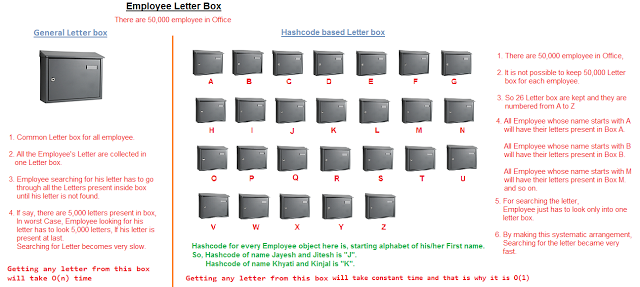 Employee Letter Box
There are 50,000 employee in Office
General Letter box
1. Common Letter box for all employee.
2. All the Employee's Letter are collected in
one Letter box.
3. Employee searching for his letter has to go
through all the Letters present inside box
until his letter is not found.
4. If say, there are 5,000 letters present in box,
In worst Case, Employee looking for his
letter has to look 5,000 letters, If his letter is
present at last.
Searching for Letter becomes very slow.
Getting any letter from this box
will take O(n) time
Hashcode based Letter box
A B C D E F G
H I J K L M N
O P Q R S T U
V W X Y Z
Hashcode for every Employee object here is, starting alphabet of his/her First name.
So, Hashcode of name Jayesh and Jitesh is "J".
Hashcode of name Khyati and Kinjal is "K".
Getting any letter from this box will take constant time and that is why it is O(1)
1. There are 50,000 employee in Office,
2. It is not possible to keep 50,000 Letter
box for each employee.
3. So 26 Letter box are kept and they are
numbered from A to Z
4. All Employee whose name starts with A
will have their letters present in Box A.
All Employee whose name starts with B
will have their letters present in Box B.
All Employee whose name starts with M
will have their letters present in Box M.
and so on.
5. For searching the letter,
Employee just has to look only into one
letter box.
6. By making this systematic arrangement,
Searching for the letter became very
fast.